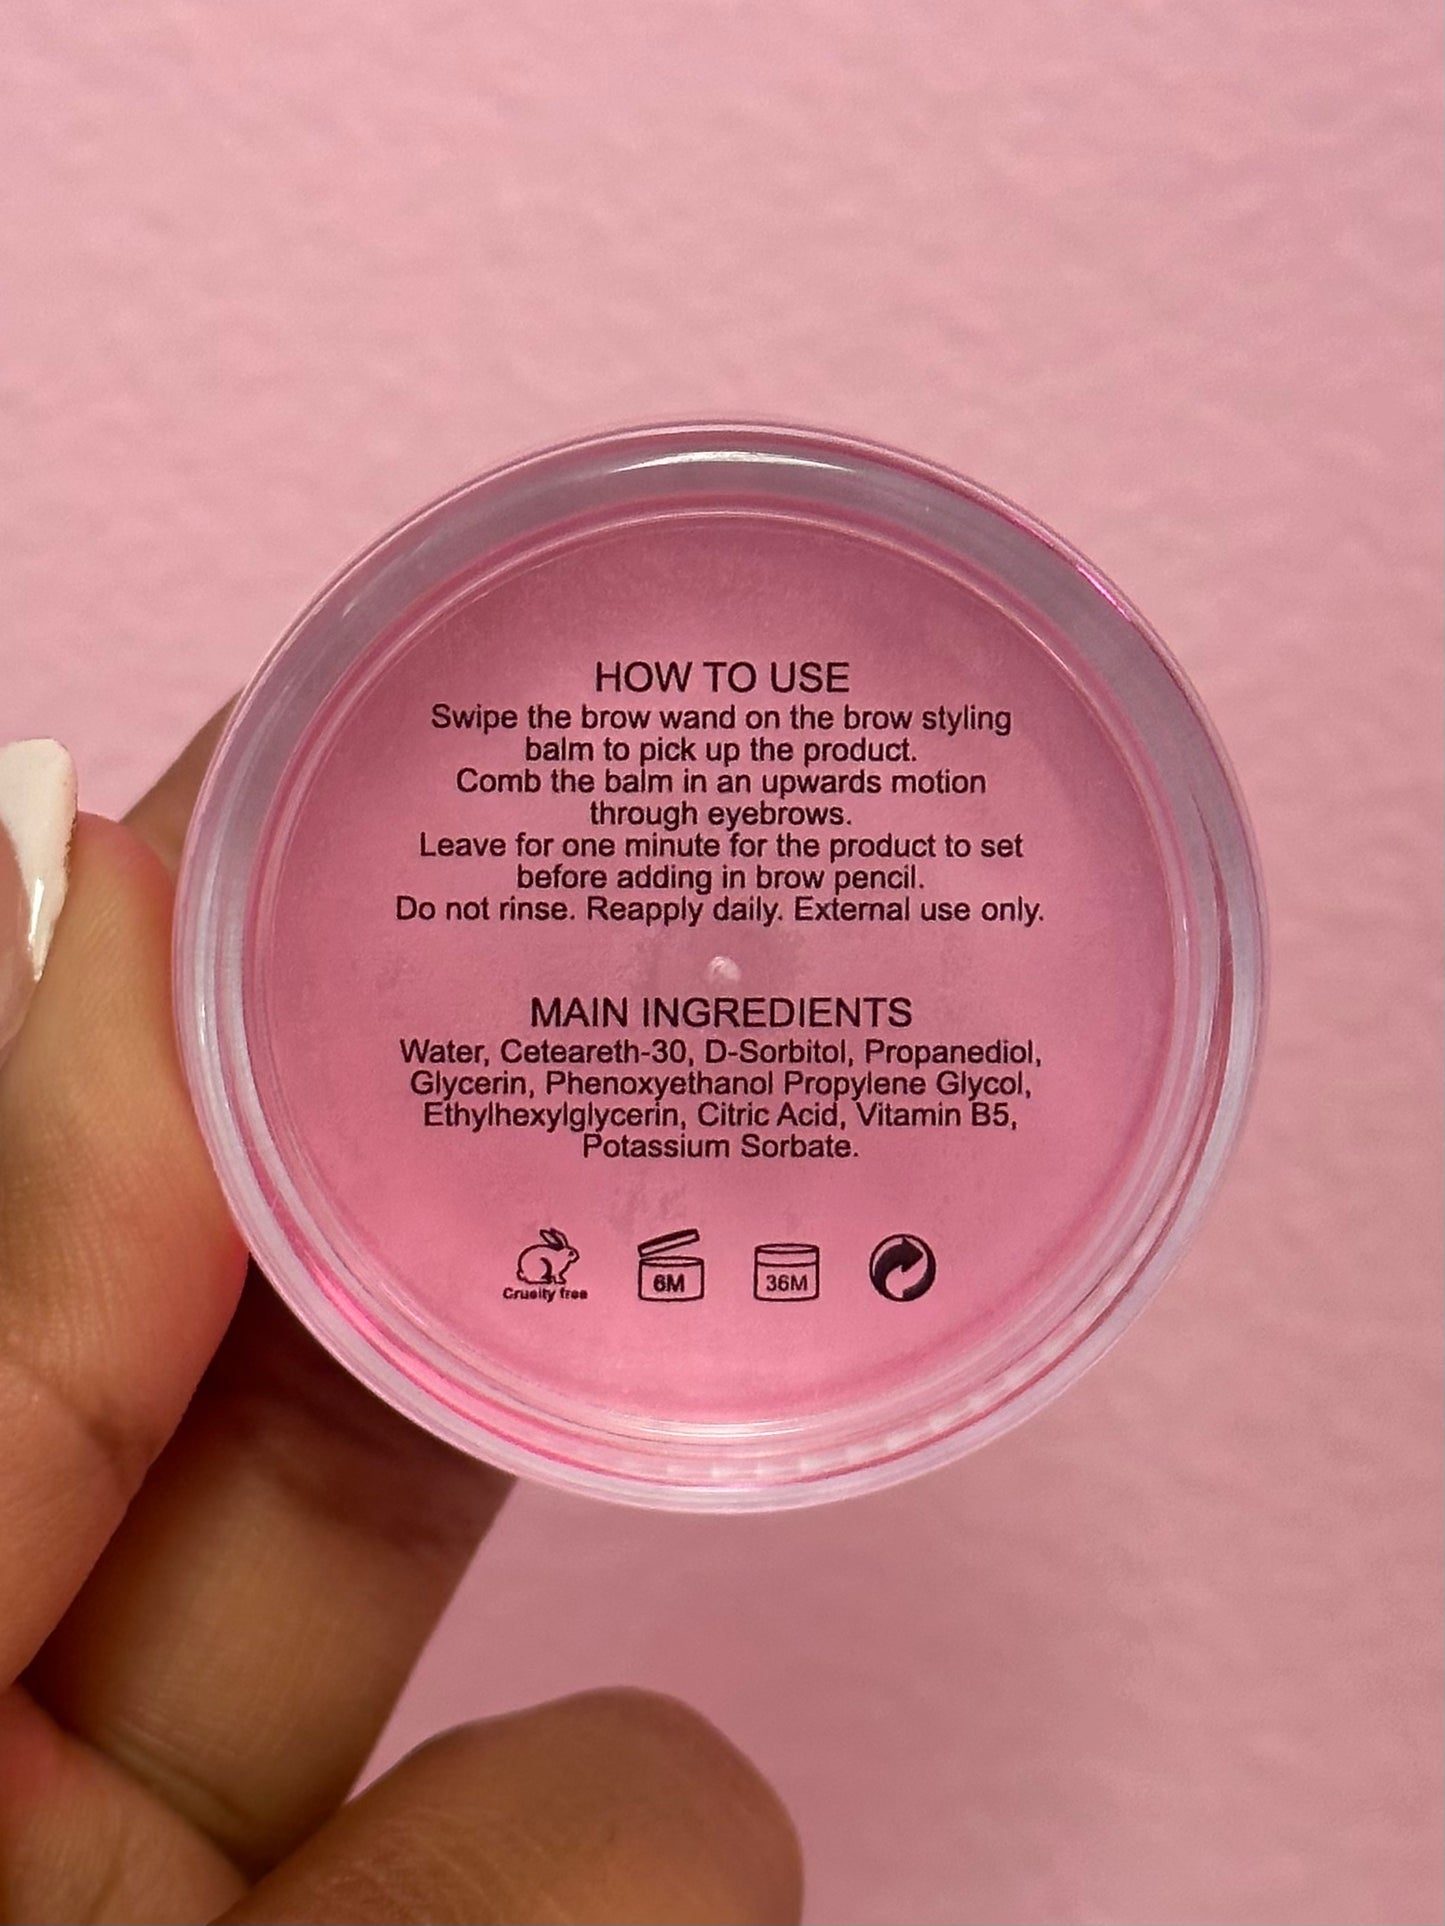 HOW TO USE
Swipe the brow wand on the brow styling
balm to pick up the product.
Comb the balm in an upwards motion
through eyebrows.
Leave for one minute for the product to set
before adding in brow pencil.
Do not rinse. Reapply daily. External use only.
MAIN INGREDIENTS
Water, Ceteareth-30, D-Sorbitol, Propanediol,
Glycerin, Phenoxyethanol Propylene Glycol,
Ethylhexylglycerin, Citric Acid, Vitamin B5,
Potassium Sorbate.
Cruelty free 6M 36M